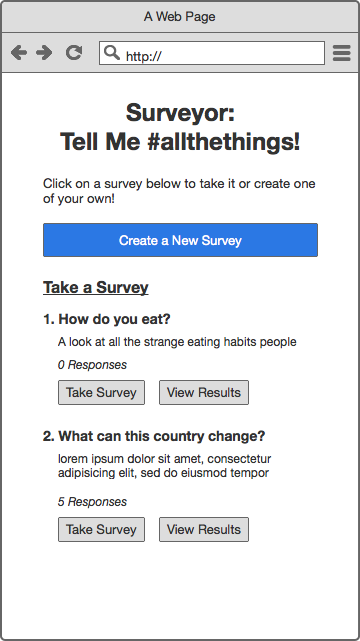 A Web Page
http://
Surveyor:
Tell Me #allthethings!
Click on a survey below to take it or create one
of your own!
Create a New Survey
Take a Survey
1. How do you eat?
A look at all the strange eating habits people
0 Responses
Take Survey View Results
2. What can this country change?
lorem ipsum dolor sit amet, consectetur
adipisicing elit, sed do eiusmod tempor
5 Responses
Take Survey View Results